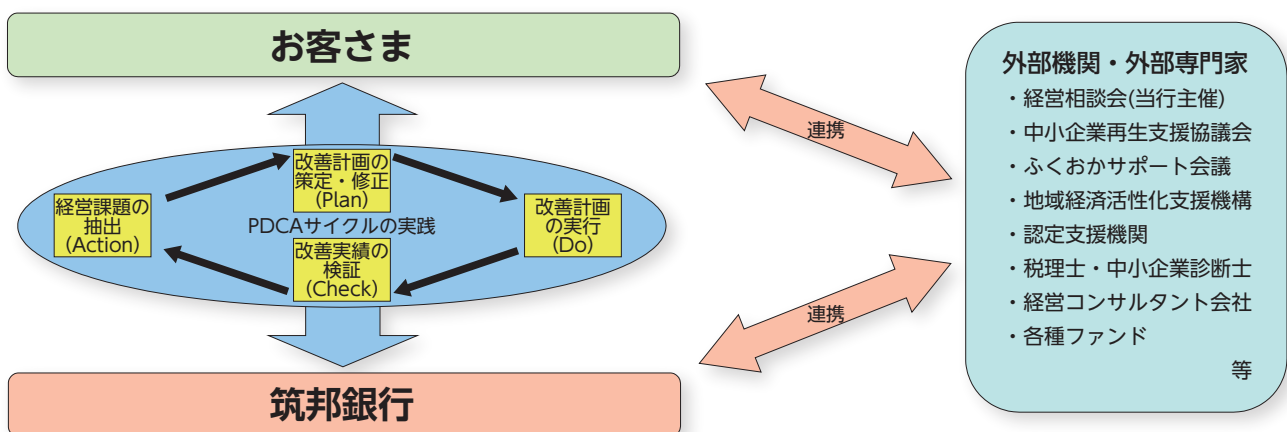 お客さま
改善計画の
策定・修正
(Plan)
経営課題の
抽出
(Action)
PDCAサイクルの実践
改善計画
の実行
(Do)
改善実績の
検証
(Check)
筑邦銀行
連携
連携
外部機関・外部専門家
・経営相談会(当行主催)
・中小企業再生支援協議会
・ふくおかサポート会議
・地域経済活性化支援機構
・認定支援機関
・税理士・中小企業診断士
・経営コンサルタント会社
・各種ファンド
等